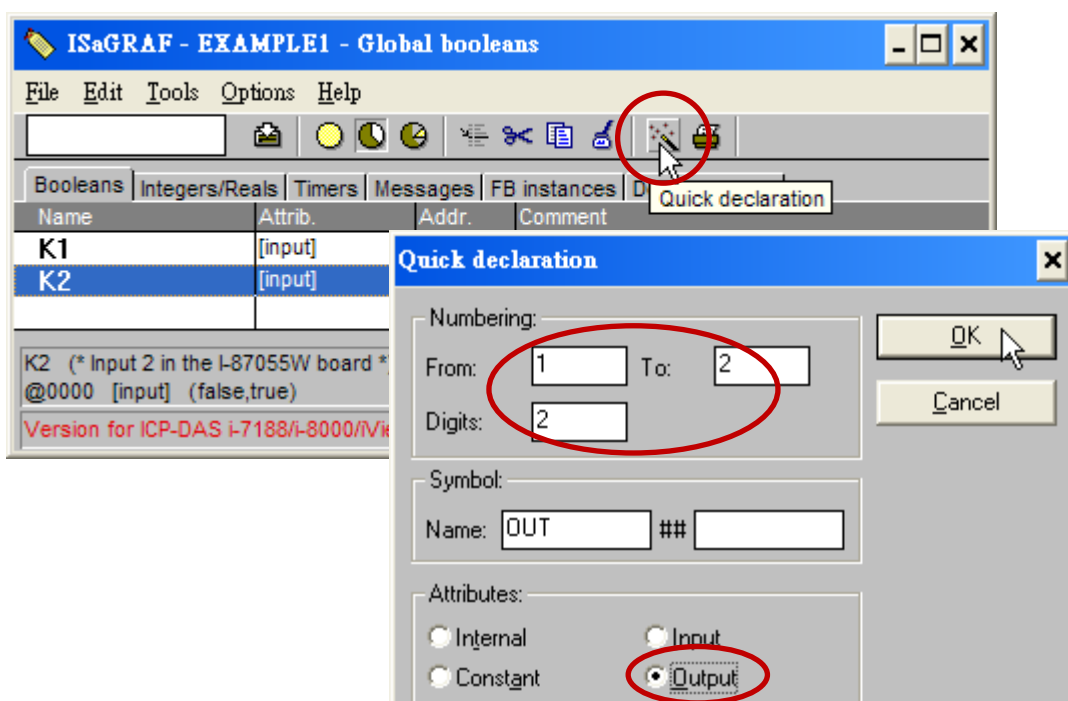 ISaGRAF - EXAMPLE1 - Global booleans
File Edit Tools Options Help
Booleans Integers/Reals Timers Messages FB instances
Quick declaration
Name Attrib. Addr. Comment
K1 [input]
K2 [input]
K2 (* Input 2 in the I-87055W board *)
@0000 [input] (false,true)
Version for ICP-DAS i-7188/i-8000/iVie
Quick declaration
Numbering:
From: 1 To: 2
Digits: 2
OK
Cancel
Symbol:
Name: OUT ##
Attributes:
Internal Input
Constant Output